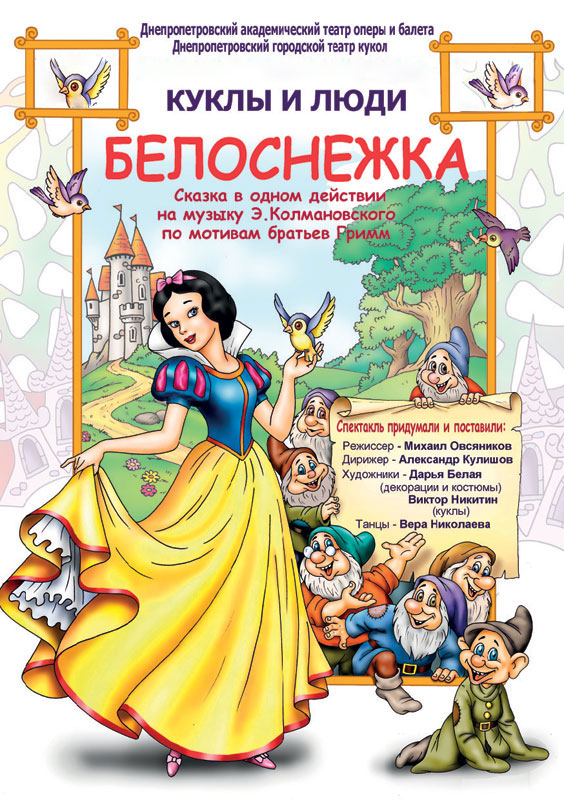 Днепропетровский академический театр оперы и балета
Днепропетровский городской театр кукол
КУКЛЫ И ЛЮДИ
БЕЛОСНЕЖКА
Сказка в одном действии
на музыку Э.Колмановского
по мотивам братьев Гримм
Спектакль придумали и поставили:
Режиссер - Михаил Овсяников
Дирижер - Александр Кулишов
Художники - Дарья Белая
(декорации и костюмы)
Виктор Никитин
(куклы)
Танцы - Вера Николаева